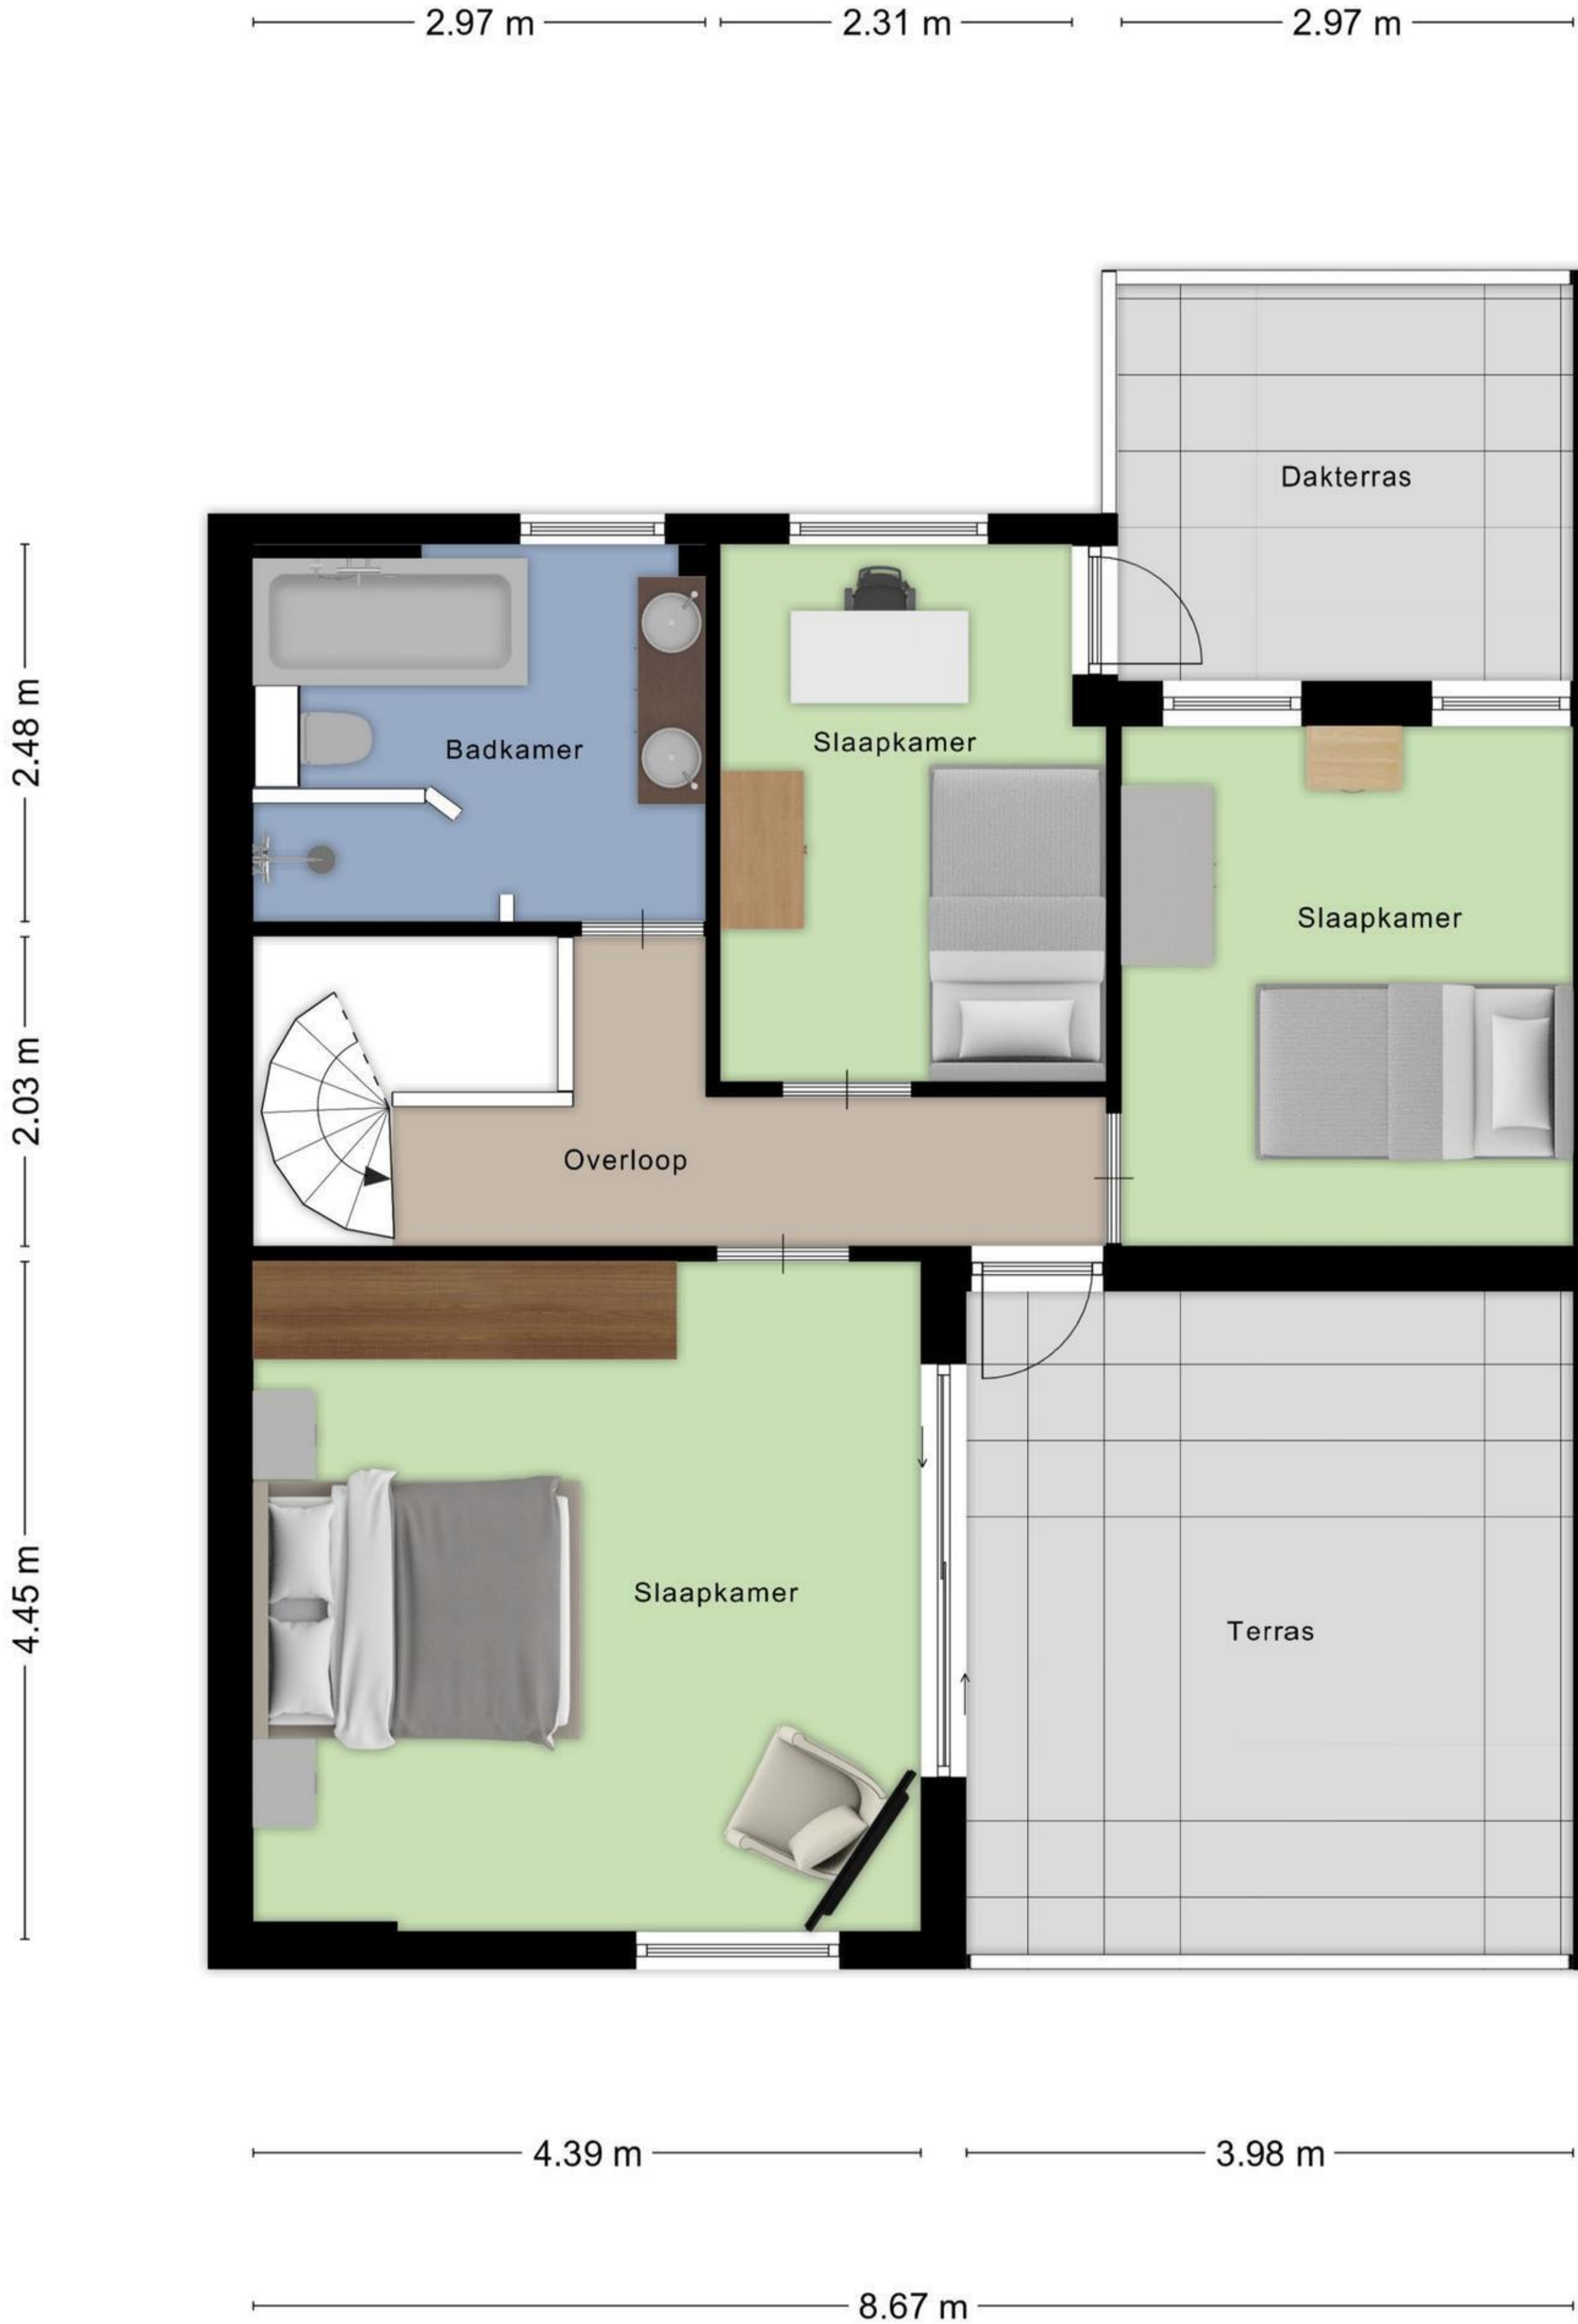 2.97 m
2.31 m
2.97 m
Dakterras
2.48 m
Badkamer
Slaapkamer
Slaapkamer
2.03 m
Overloop
4.45 m
Slaapkamer
Terras
4.39 m
3.98 m
8.67 m